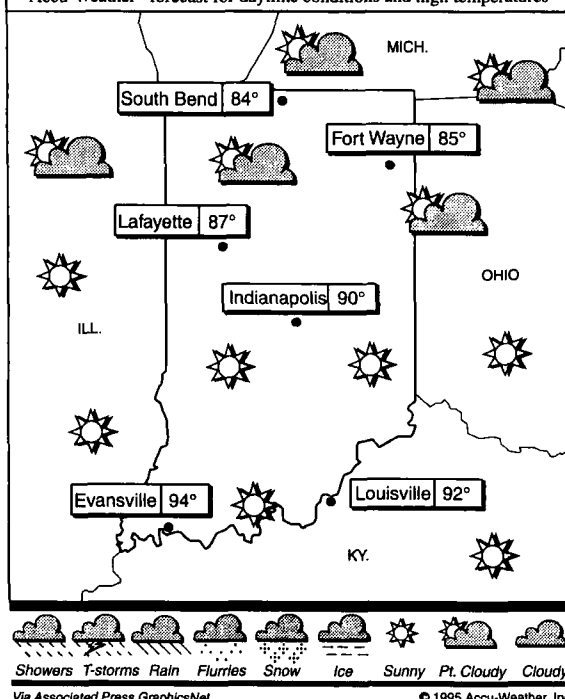 Accu-Weather® forecast for daytime conditions and high temperatures
MICH.
South Bend 84°
Fort Wayne 85°
Lafayette 87°
OHIO
Indianapolis 90°
ILL.
Evansville 94°
Louisville 92°
KY.
Showers T-storms Rain Flurries Snow Ice Sunny Pt. Cloudy Cloudy
Via Associated Press GraphicsNet
© 1995 Accu-Weather, Inc